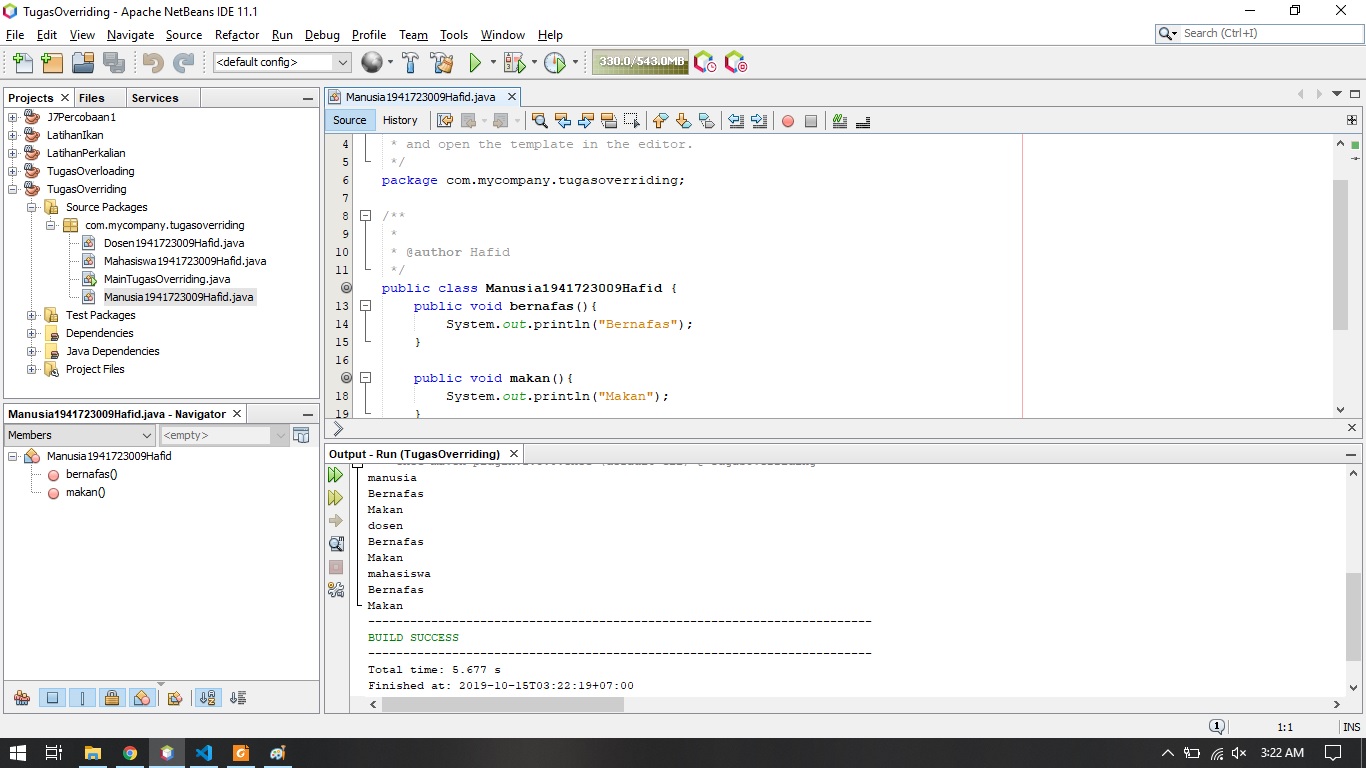 TugasOverriding - Apache NetBeans IDE 11.1
File Edit View Navigate Source Refactor Run Debug Profile Team Tools Window Help
Search (Ctrl+I)
<default config>
330.0/543.0MB
Projects Files Services
J7Percobaan1
LatihanIkan
LatihanPerkalian
TugasOverloading
TugasOverriding
Source Packages
com.mycompany.tugasoverriding
Dosen1941723009Hafid.java
Mahasiswa1941723009Hafid.java
MainTugasOverriding.java
Manusia1941723009Hafid.java
Test Packages
Dependencies
Java Dependencies
Project Files
Manusia1941723009Hafid.java - Navigator
Members <empty>
Manusia1941723009Hafid
bernafas()
makan()
Manusia1941723009Hafid.java
Source History
4 * and open the template in the editor.
5 */
6 package com.mycompany.tugasoverriding;
7
8 /**
9 *
10 * @author Hafid
11 */
public class Manusia1941723009Hafid {
13 public void bernafas(){
14 System.out.println("Bernafas");
15 }
16
public void makan(){
18 System.out.println("Makan");
19 }
Output - Run (TugasOverriding)
manusia
Bernafas
Makan
dosen
Bernafas
Makan
mahasiswa
Bernafas
Makan
------------------------------------------------------------------------
BUILD SUCCESS
------------------------------------------------------------------------
Total time: 5.677 s
Finished at: 2019-10-15T03:22:19+07:00
1 1:1 INS
3:22 AM